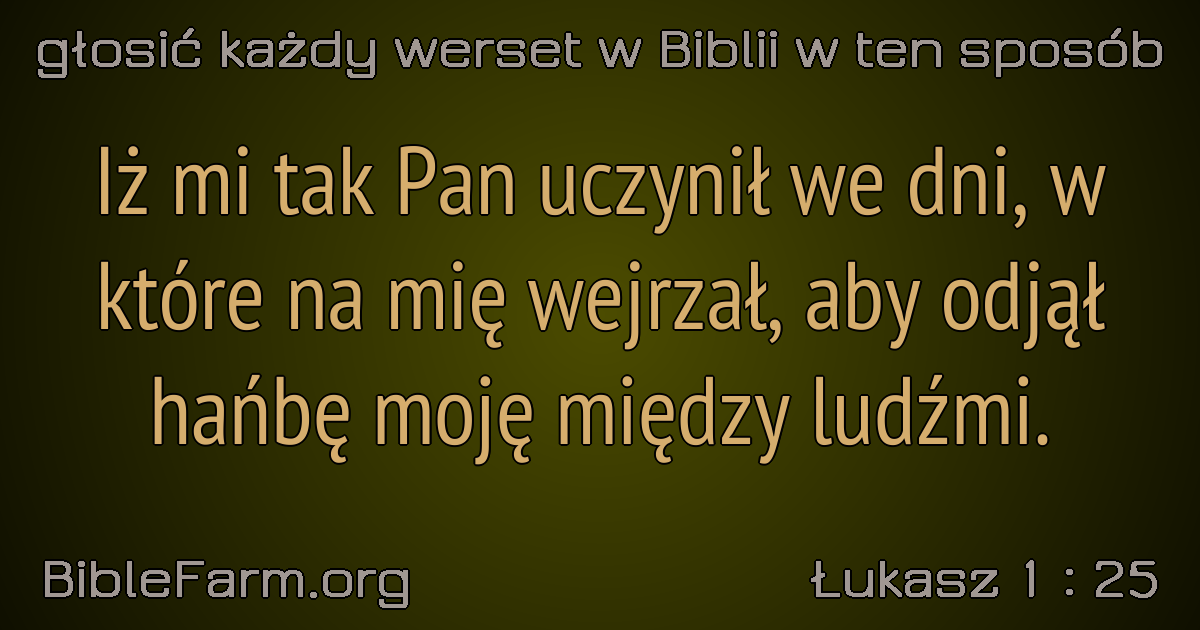 głosić każdy werset w Biblii w ten sposób
Iż mi tak Pan uczynił we dni, w
które na mię wejrzał, aby odjął
hańbę moję między ludźmi.
BibleFarm.org
Łukasz 1 : 25